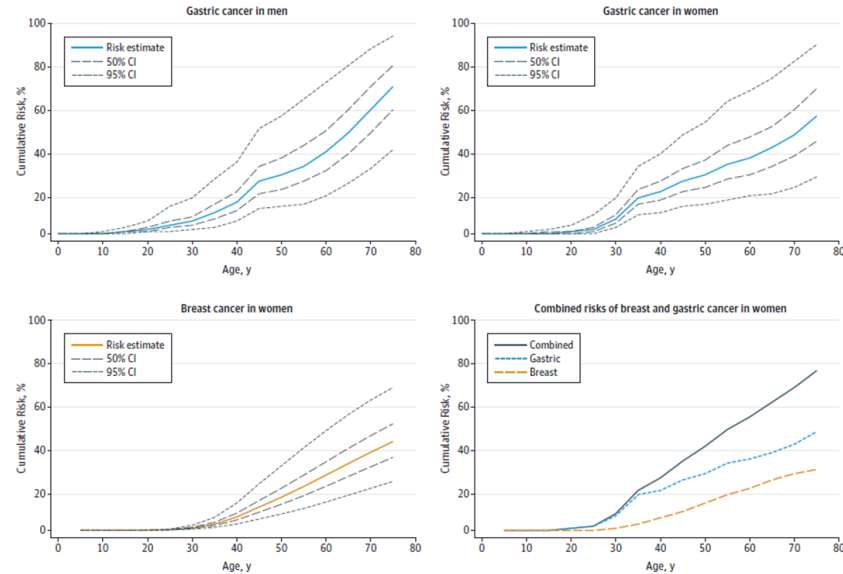 Gastric cancer in men
100
80
60
40
20
0
Cumulative Risk, %
Risk estimate
50% CI
95% CI
0 10 20 30 40 50 60 70 80
Age, y
Gastric cancer in women
100
80
60
40
20
0
Cumulative Risk, %
Risk estimate
50% CI
95% CI
0 10 20 30 40 50 60 70 80
Age, y
Breast cancer in women
100
80
60
40
20
0
Cumulative Risk, %
Risk estimate
50% CI
95% CI
0 10 20 30 40 50 60 70 80
Age, y
Combined risks of breast and gastric cancer in women
100
80
60
40
20
0
Cumulative Risk, %
Combined
Gastric
Breast
0 10 20 30 40 50 60 70 80
Age, y